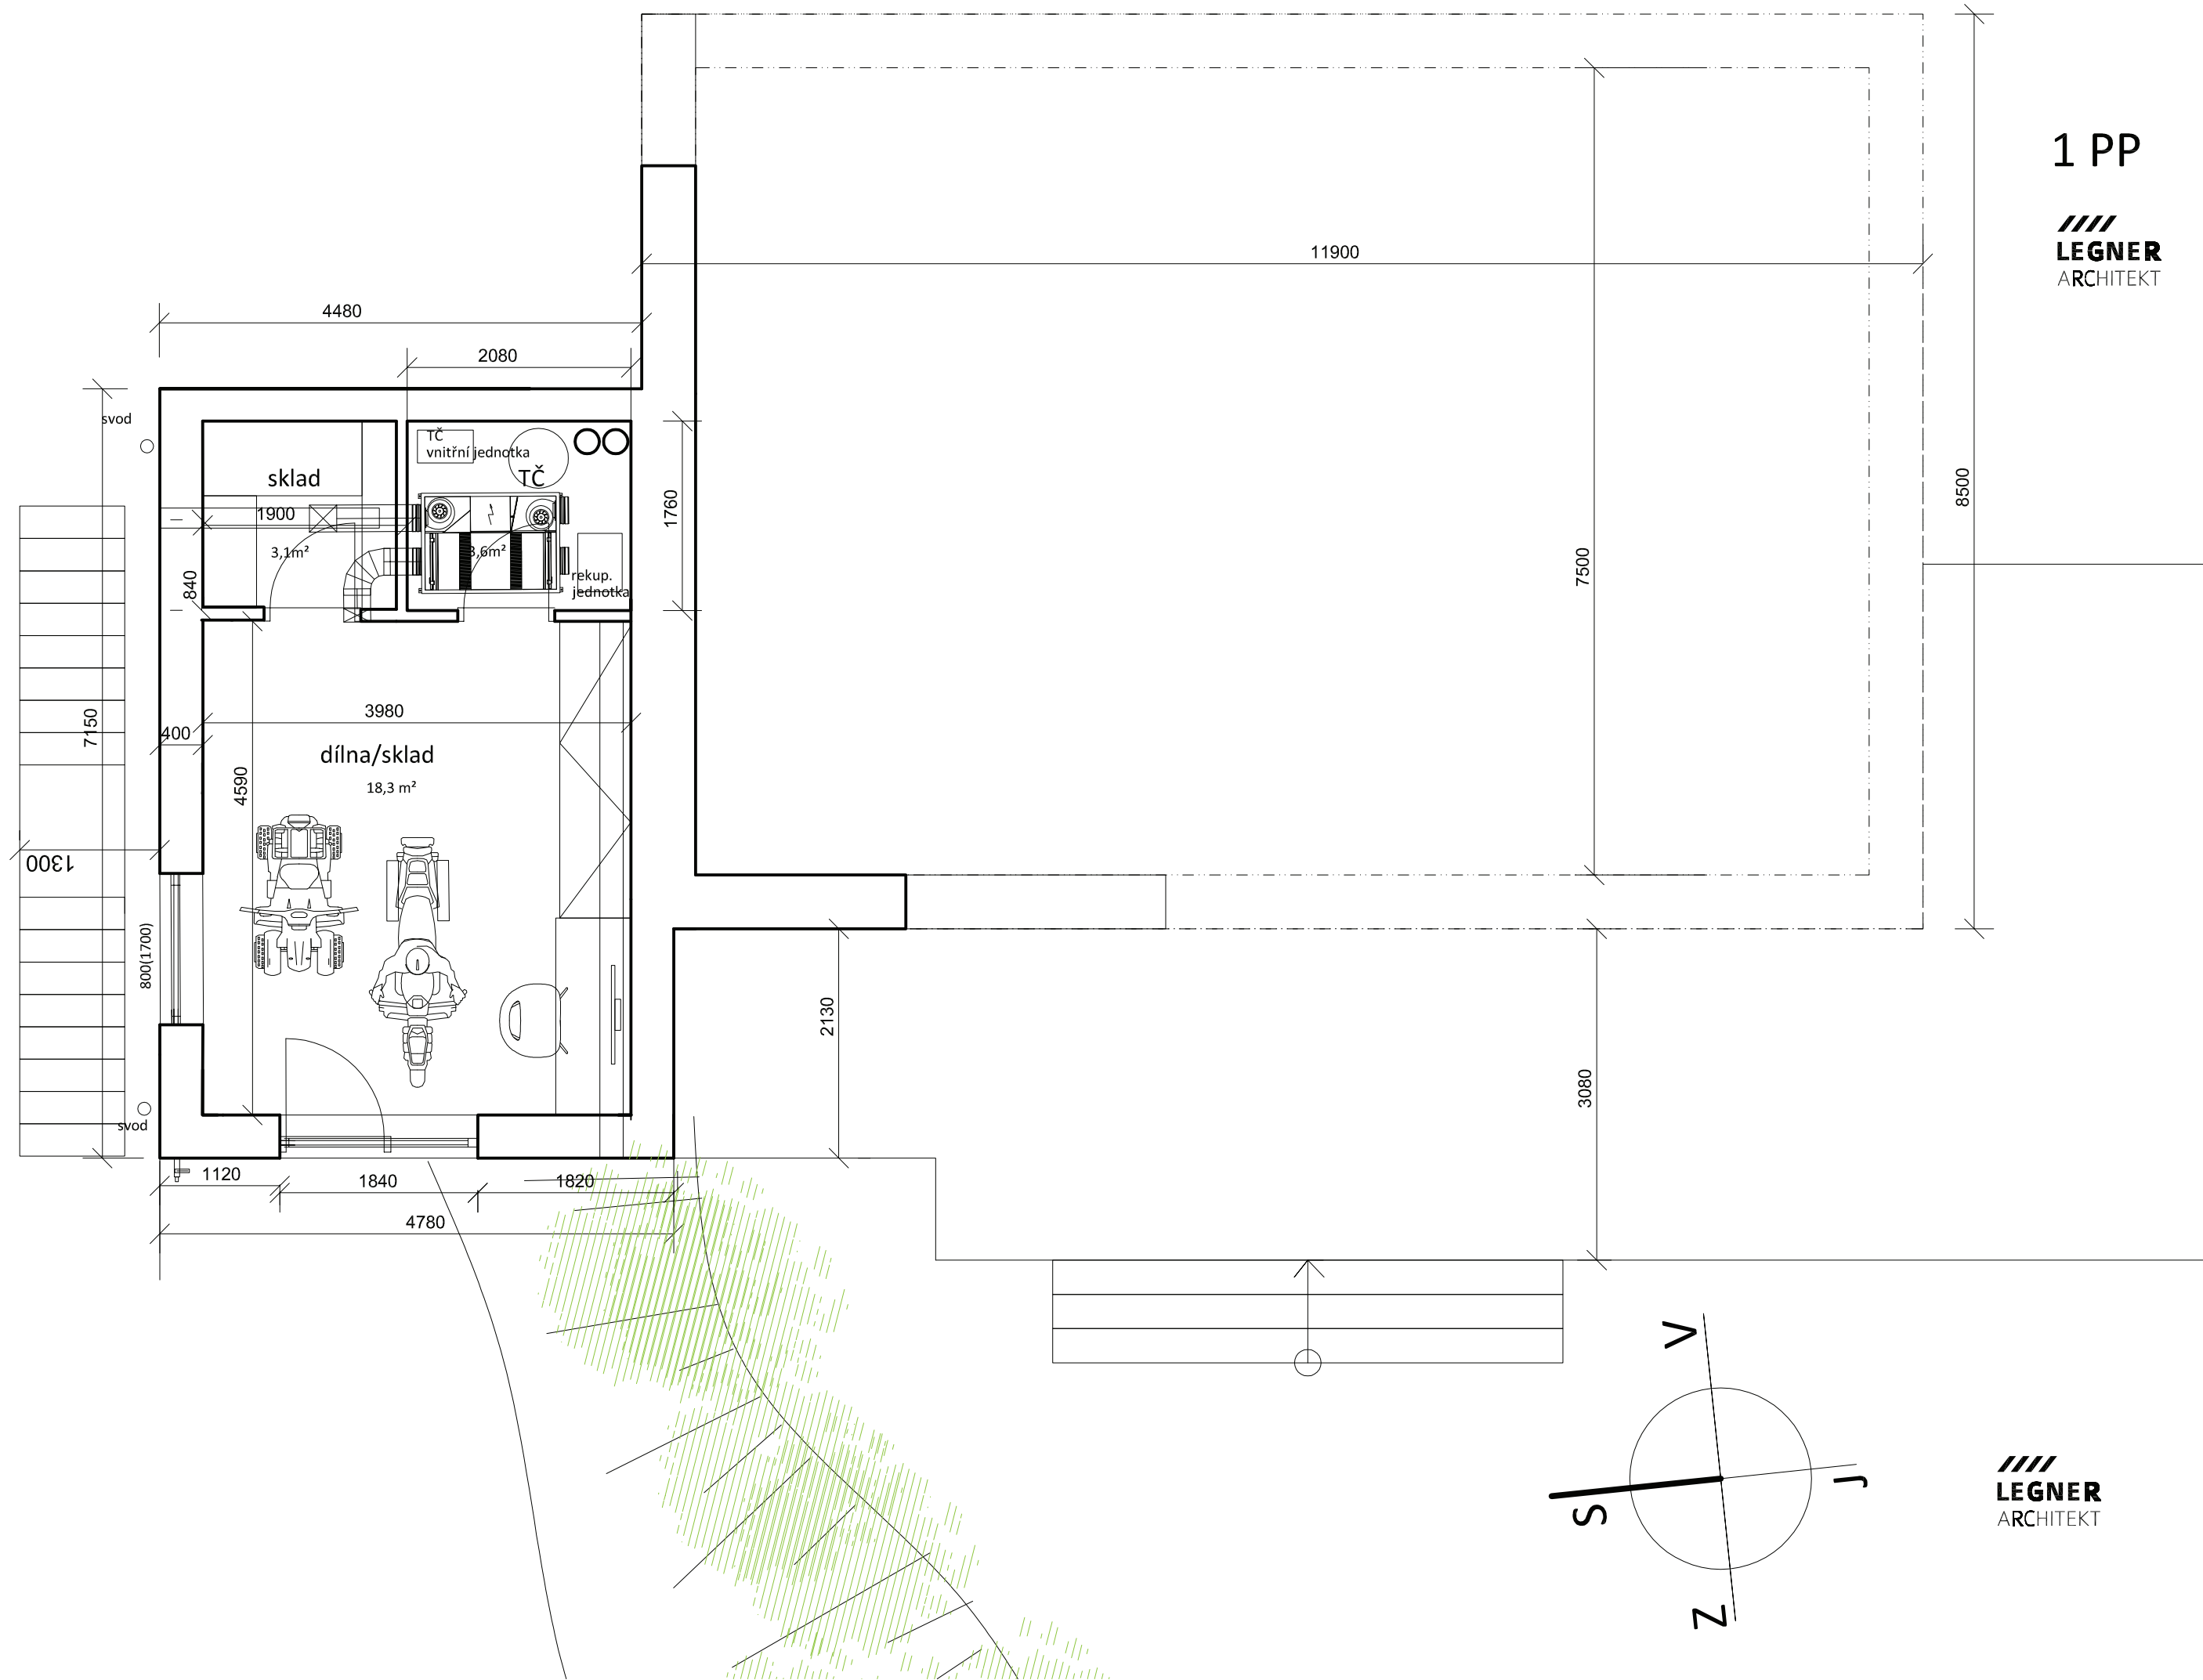 1 PP
LEGNER
ARCHITEKT
11900
4480
2080
svod
TČ
vnitřní jednotka
TČ
sklad
1900
3,1m²
3,6m²
1760
8500
7500
rekup.
jednotka
840
7150
3980
400
dílna/sklad
18,3 m²
4590
1300
800(1700)
2130
3080
svod
1120
1840
1820
4780
V
S
J
Z
LEGNER
ARCHITEKT